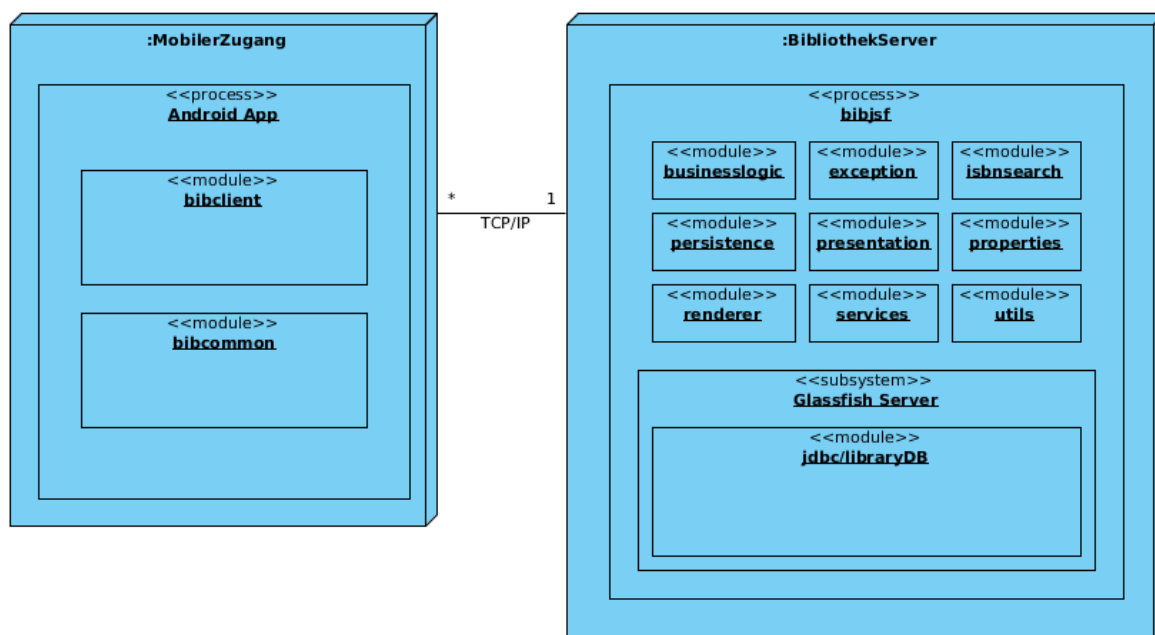 :MobilerZugang
<<process>>
Android App
<<module>>
bibclient
<<module>>
bibcommon
*
1
TCP/IP
:BibliothekServer
<<process>>
bibjsf
<<module>>
businesslogic
<<module>>
exception
<<module>>
isbnsearch
<<module>>
persistence
<<module>>
presentation
<<module>>
properties
<<module>>
renderer
<<module>>
services
<<module>>
utils
<<subsystem>>
Glassfish Server
<<module>>
jdbc/libraryDB